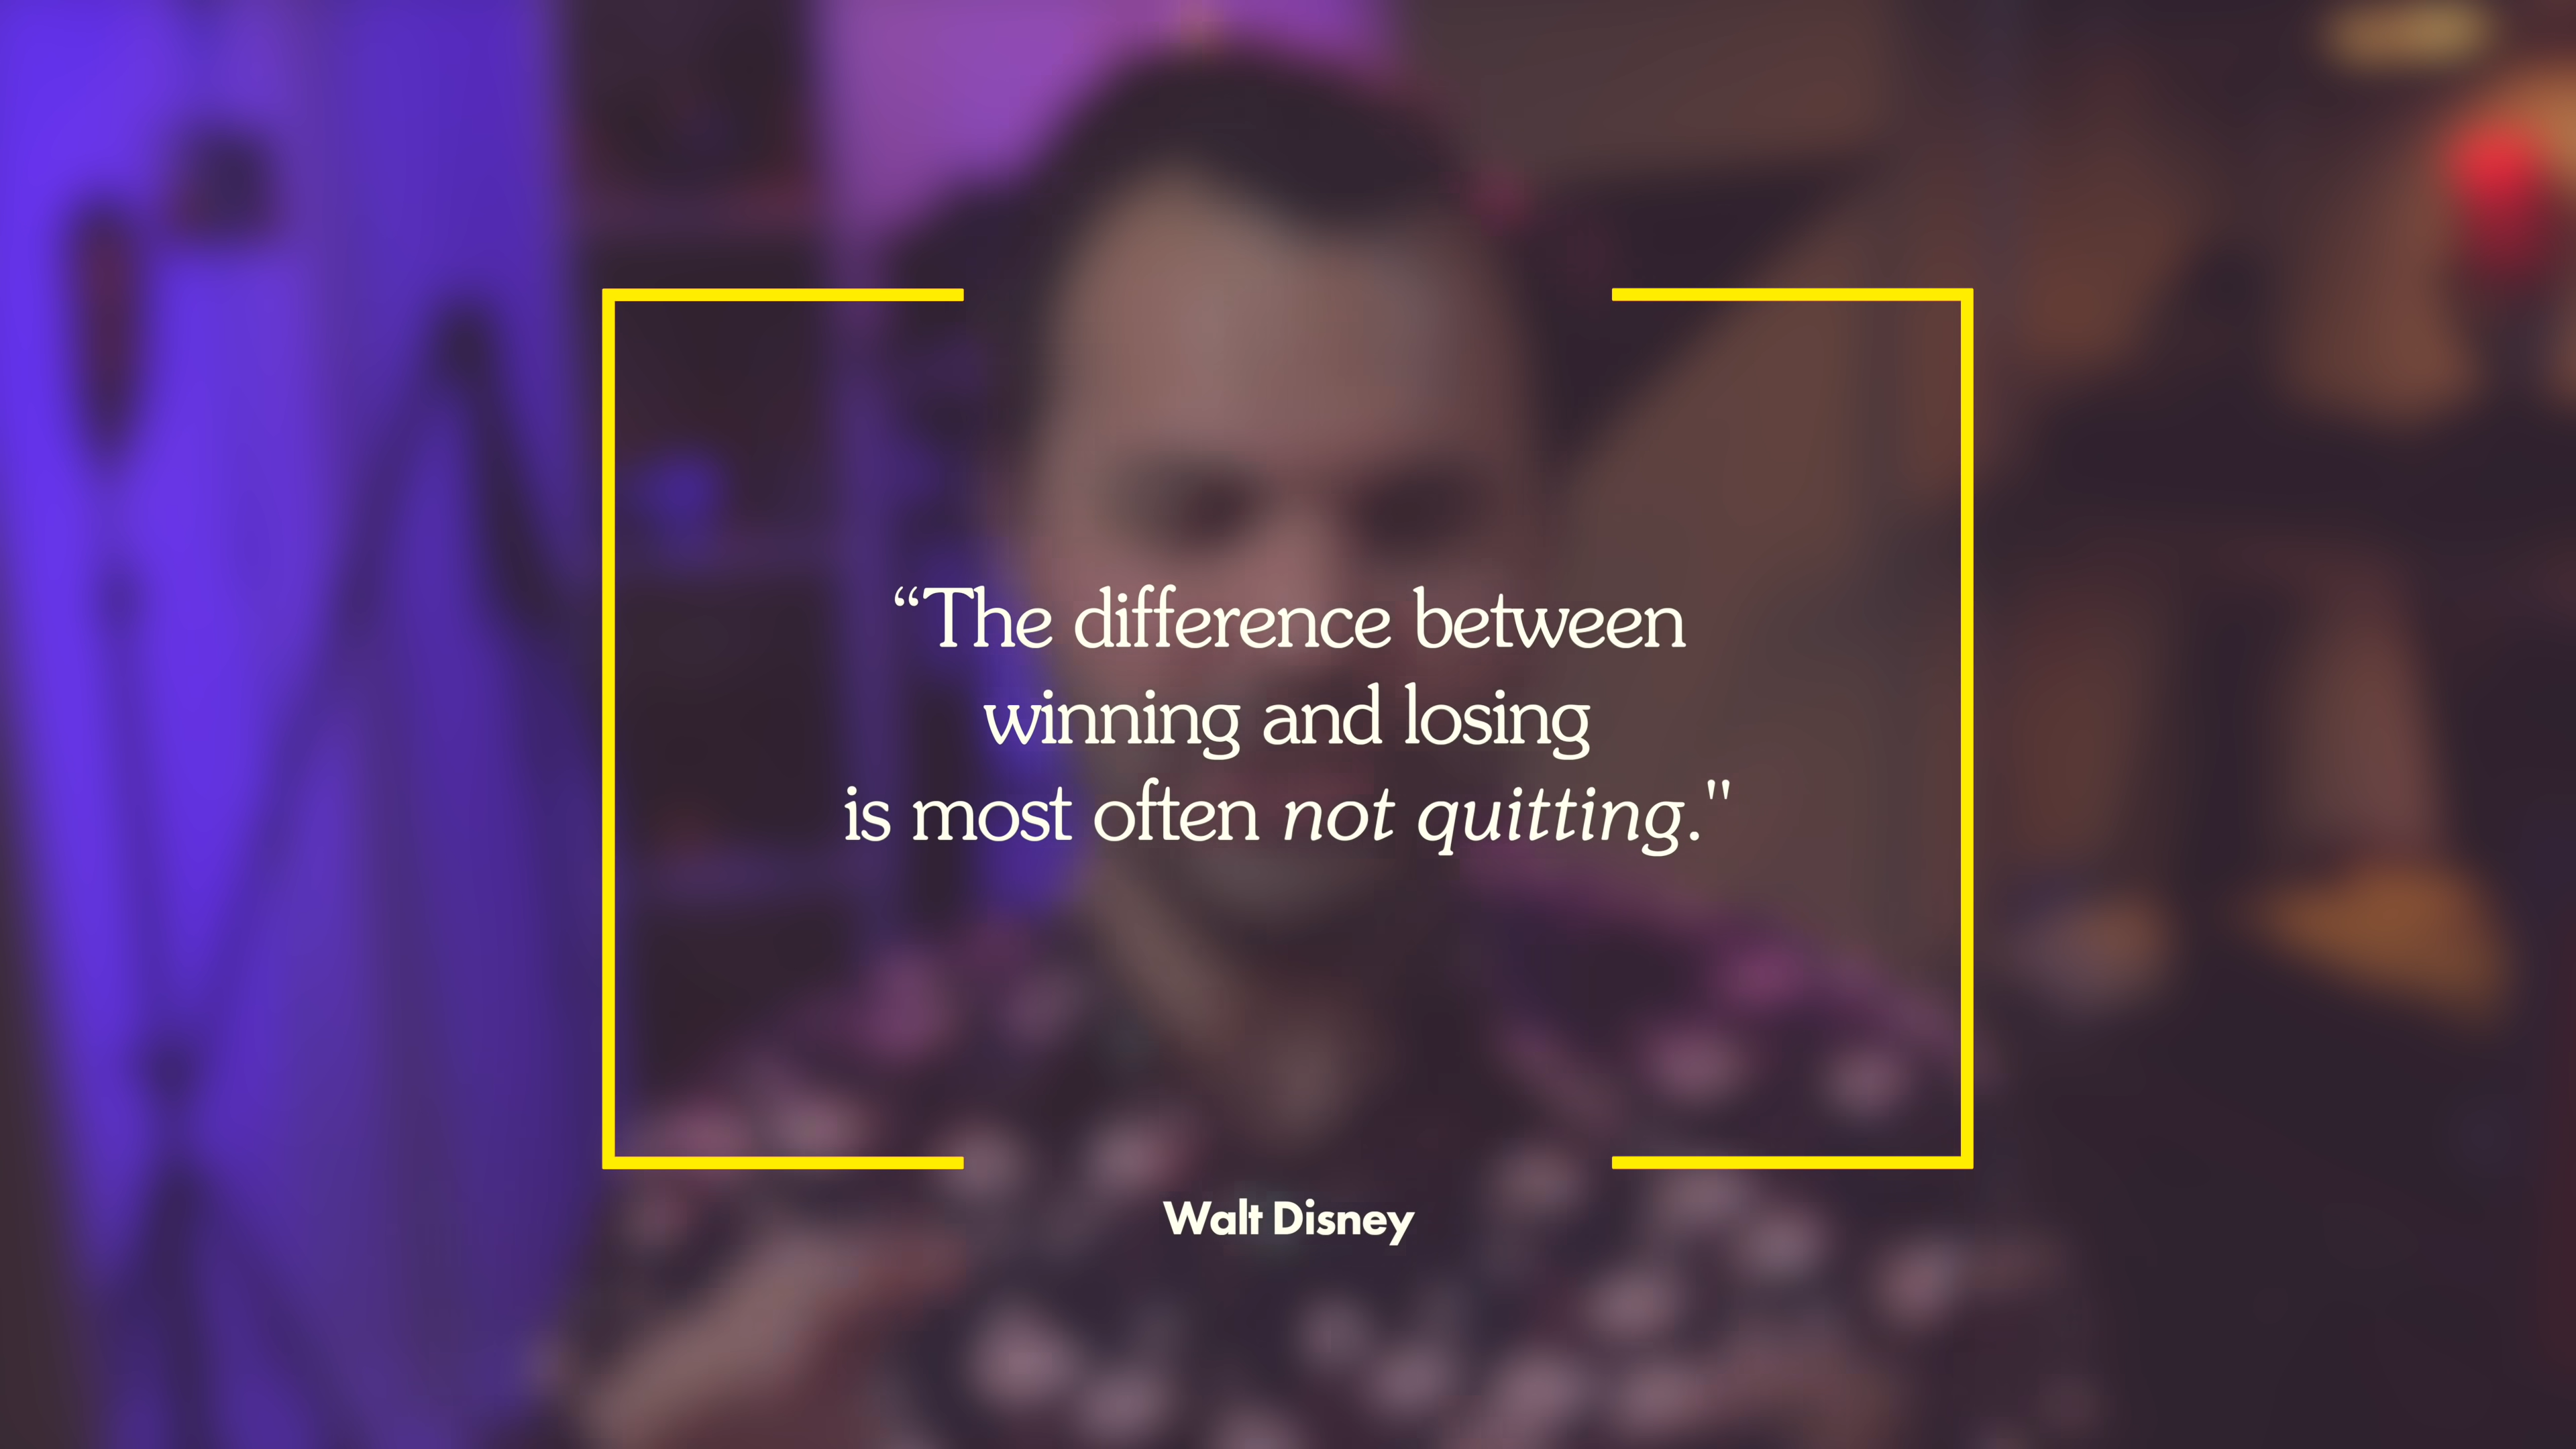 “The difference between
winning and losing
is most often not quitting."
Walt Disney